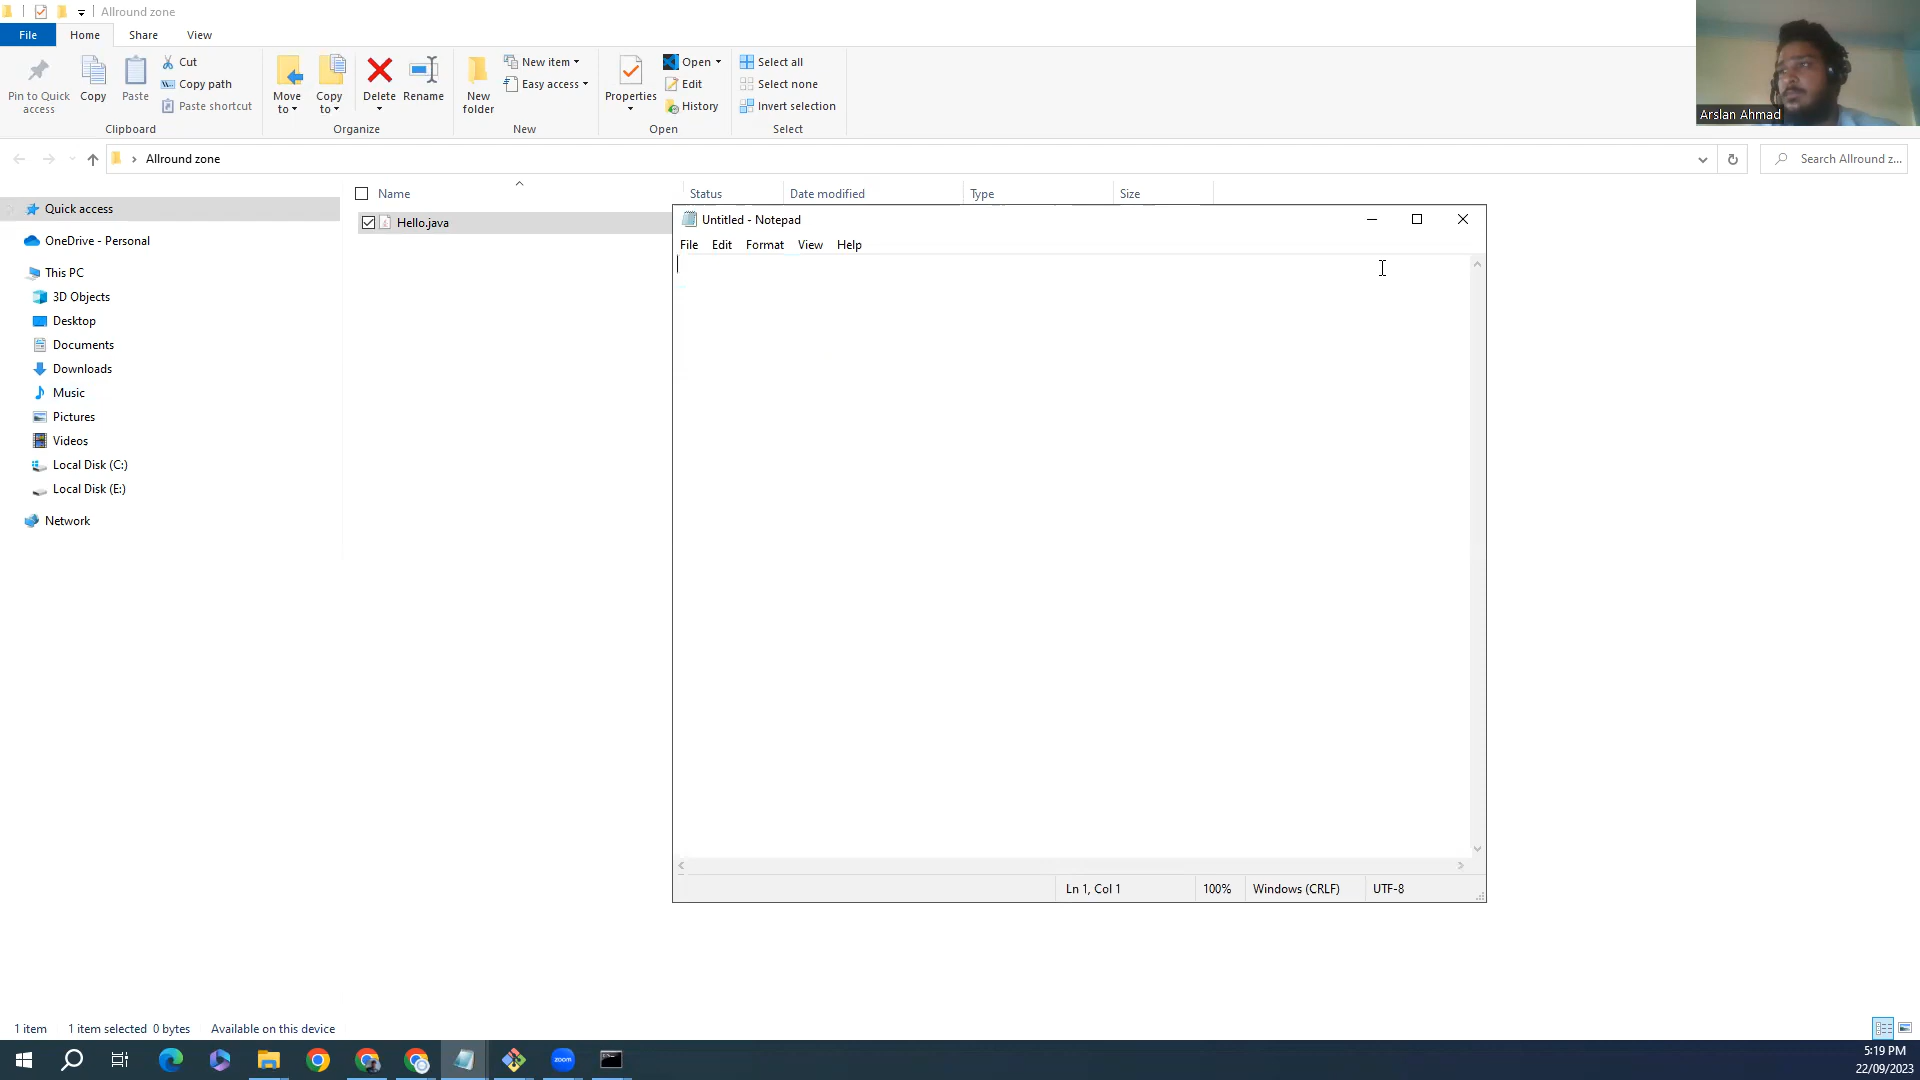 Allround zone
File Home Share View
Pin to Quick access
Copy
Paste
Cut
Copy path
Paste shortcut
Clipboard
Move to
Copy to
Delete
Rename
Organize
New folder
New item
Easy access
New
Properties
Open
Edit
History
Open
Select all
Select none
Invert selection
Select
Arslan Ahmad
Allround zone
Search Allround z...
Name Status Date modified Type Size
Hello.java
Quick access
OneDrive - Personal
This PC
3D Objects
Desktop
Documents
Downloads
Music
Pictures
Videos
Local Disk (C:)
Local Disk (E:)
Network
Untitled - Notepad
File Edit Format View Help
Ln 1, Col 1 100% Windows (CRLF) UTF-8
1 item 1 item selected 0 bytes Available on this device
zoom
5:19 PM
22/09/2023